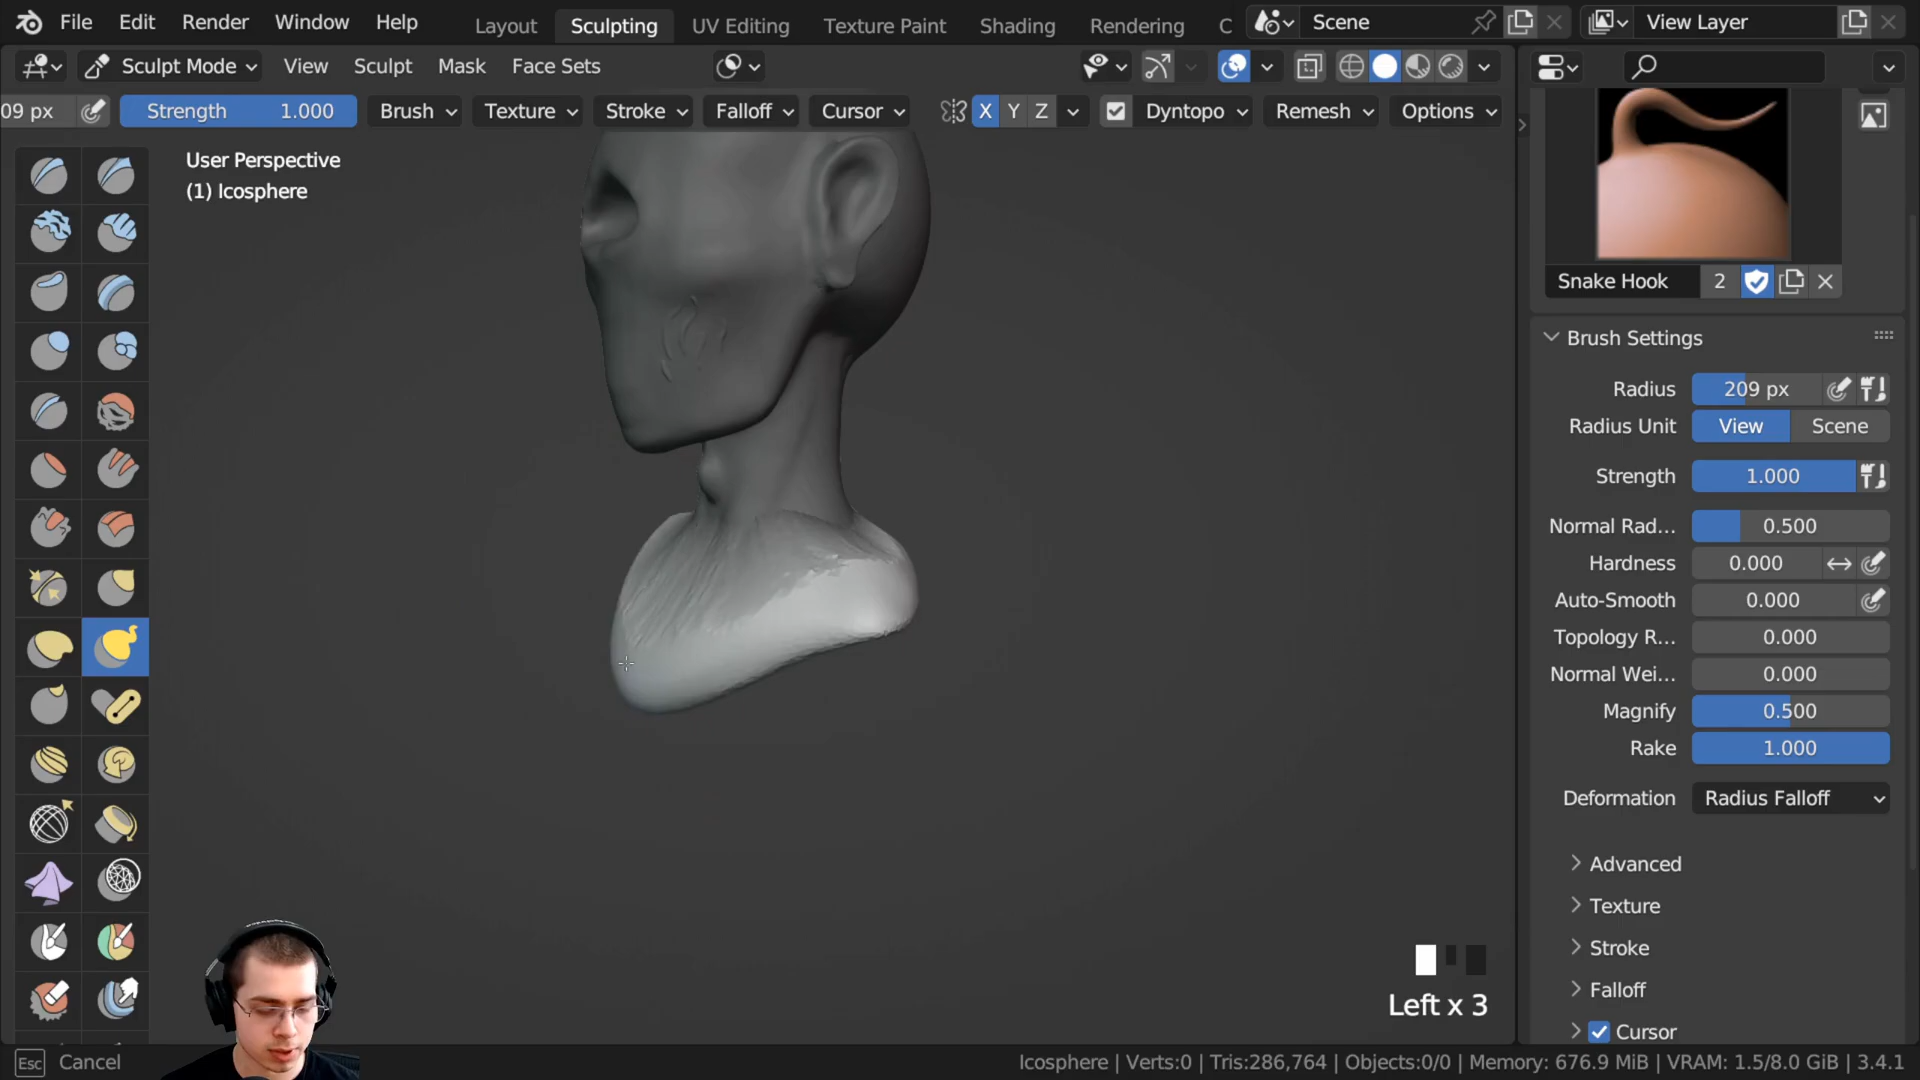 File Edit Render Window Help Layout Sculpting UV Editing Texture Paint Shading Rendering C Scene View Layer
Sculpt Mode View Sculpt Mask Face Sets
09 px Strength 1.000 Brush Texture Stroke Falloff Cursor X Y Z Dyntopo Remesh Options
User Perspective
(1) Icosphere
Snake Hook 2
Brush Settings
Radius 209 px
Radius Unit View Scene
Strength 1.000
Normal Rad... 0.500
Hardness 0.000
Auto-Smooth 0.000
Topology R... 0.000
Normal Wei... 0.000
Magnify 0.500
Rake 1.000
Deformation Radius Falloff
Advanced
Texture
Stroke
Falloff
Cursor
Left x 3
Esc Cancel
Icosphere | Verts:0 | Tris:286,764 | Objects:0/0 | Memory: 676.9 MiB | VRAM: 1.5/8.0 GiB | 3.4.1